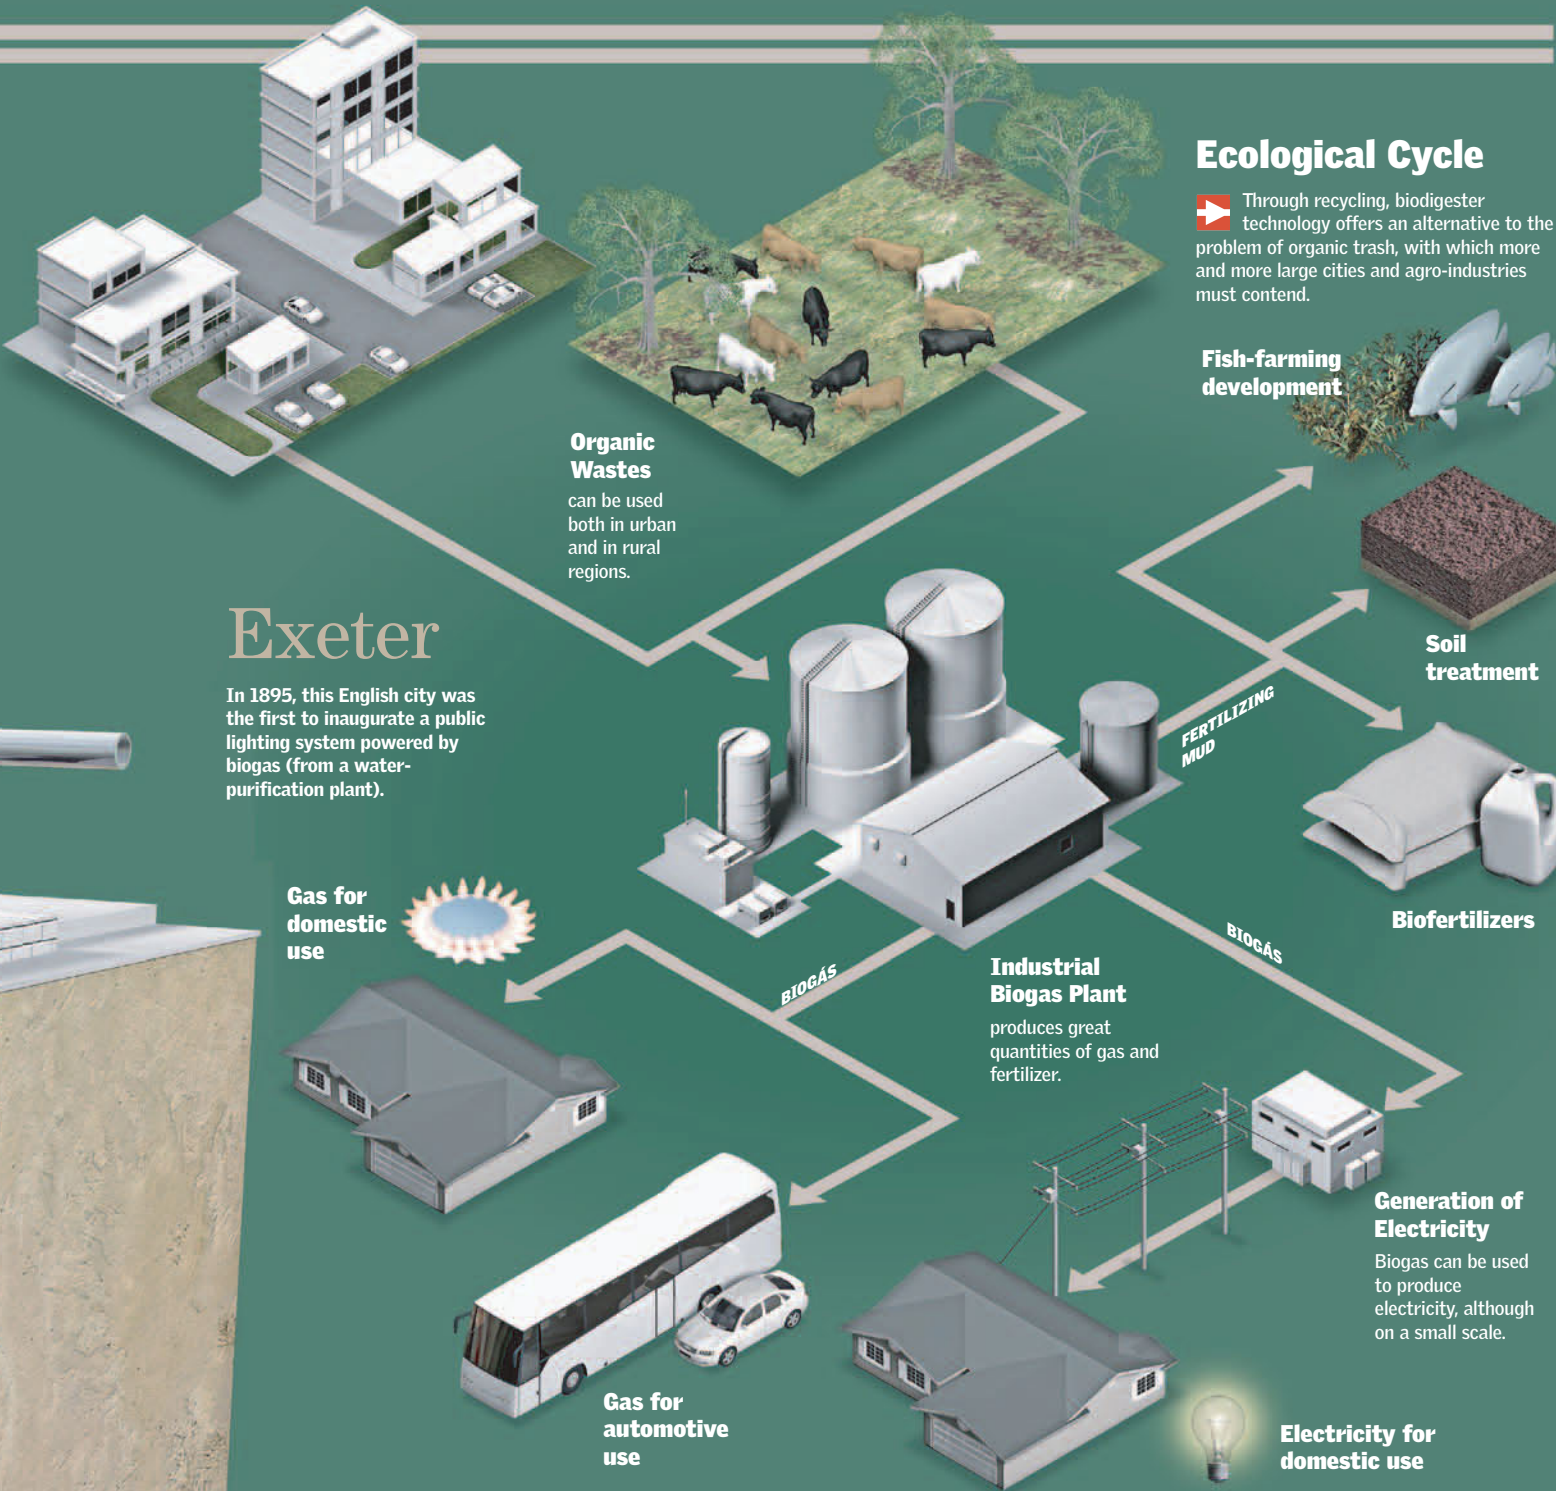 Ecological Cycle
Through recycling, biodigester
technology offers an alternative to the
problem of organic trash, with which more
and more large cities and agro-industries
must contend.
Fish-farming
development
Organic
Wastes
can be used
both in urban
and in rural
regions.
Soil
treatment
Exeter
In 1895, this English city was
the first to inaugurate a public
lighting system powered by
biogas (from a water-
purification plant).
FERTILIZING
MUD
Biofertilizers
Gas for
domestic
use
BIOGÁS
BIOGÁS
Industrial
Biogas Plant
produces great
quantities of gas and
fertilizer.
Generation of
Electricity
Biogas can be used
to produce
electricity, although
on a small scale.
Gas for
automotive
use
Electricity for
domestic use